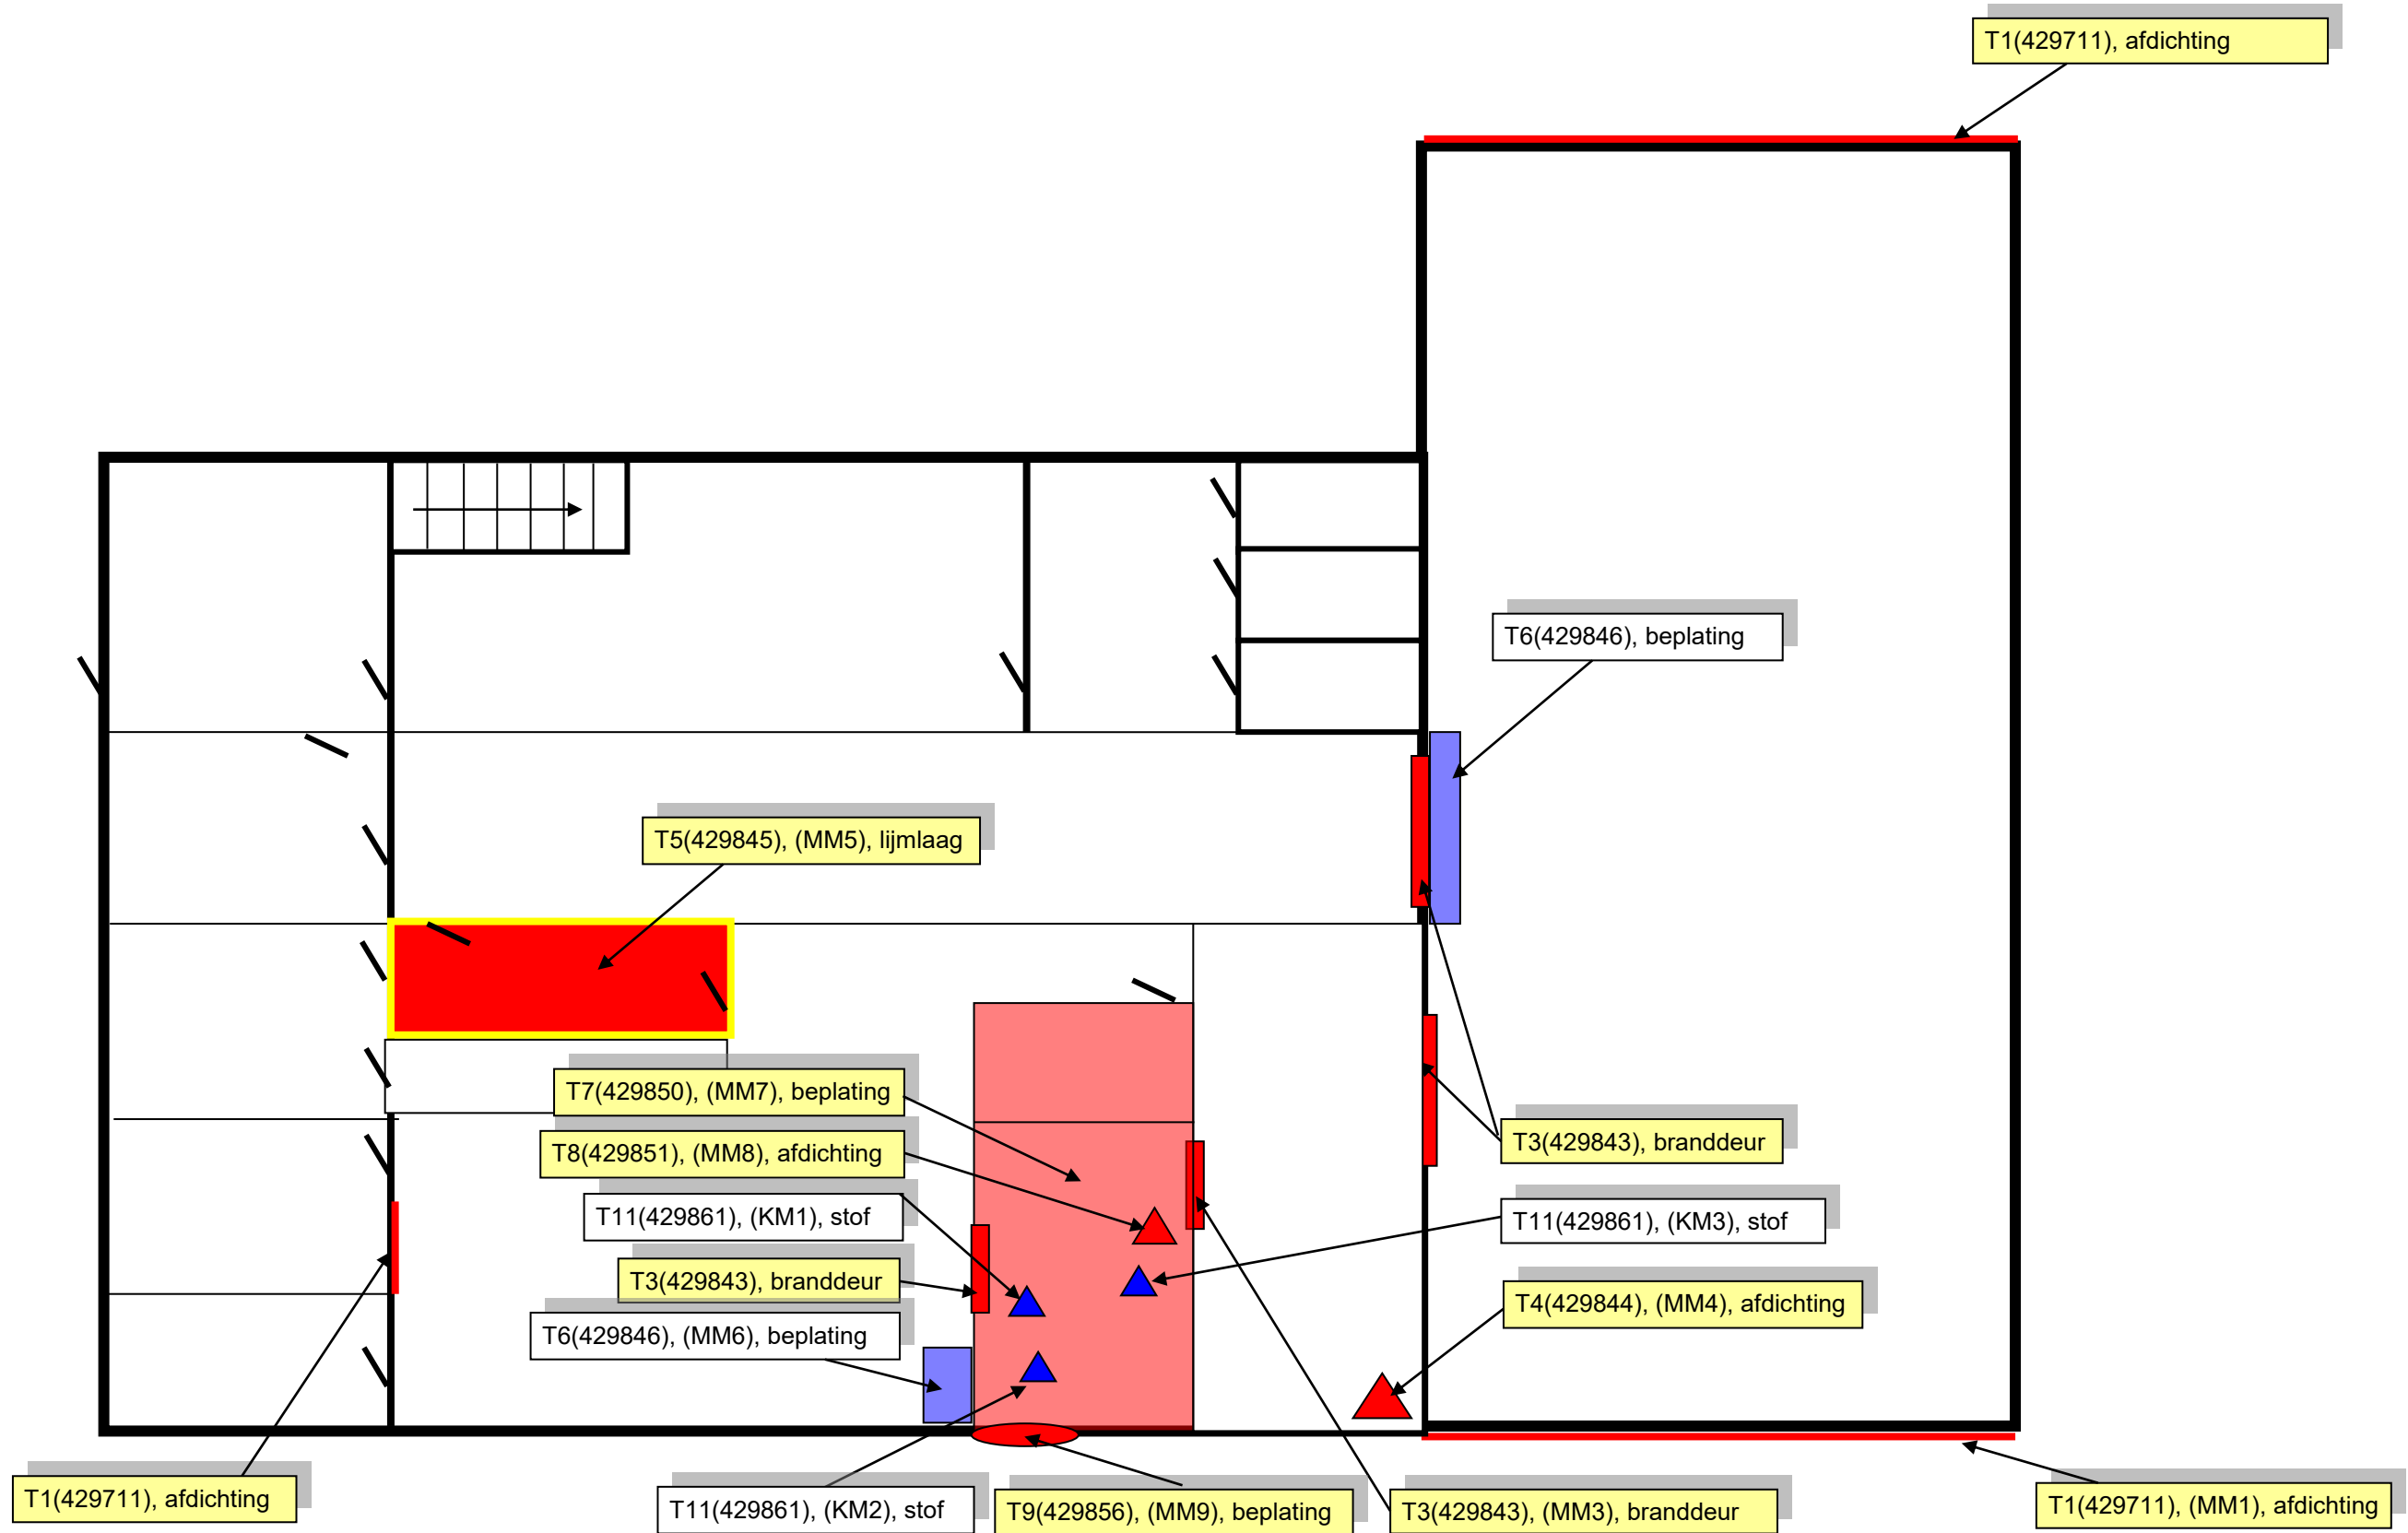 T1(429711), afdichting
T6(429846), beplating
T5(429845), (MM5), lijmlaag
T7(429850), (MM7), beplating
T3(429843), branddeur
T8(429851), (MM8), afdichting
T11(429861), (KM1), stof
T11(429861), (KM3), stof
T3(429843), branddeur
T4(429844), (MM4), afdichting
T6(429846), (MM6), beplating
T1(429711), afdichting
T11(429861), (KM2), stof
T9(429856), (MM9), beplating
T3(429843), (MM3), branddeur
T1(429711), (MM1), afdichting